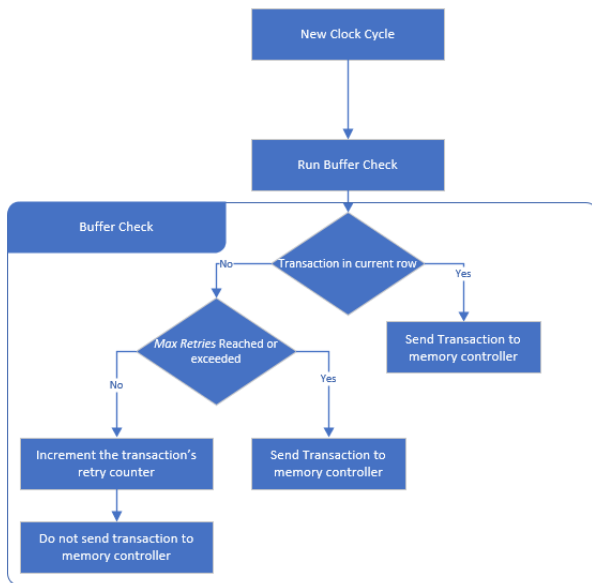 New Clock Cycle
Run Buffer Check
Buffer Check
Transaction in current row
No
Yes
Max Retries Reached or
exceeded
Send Transaction to
memory controller
No
Yes
Increment the transaction's
retry counter
Send Transaction to
memory controller
Do not send transaction to
memory controller